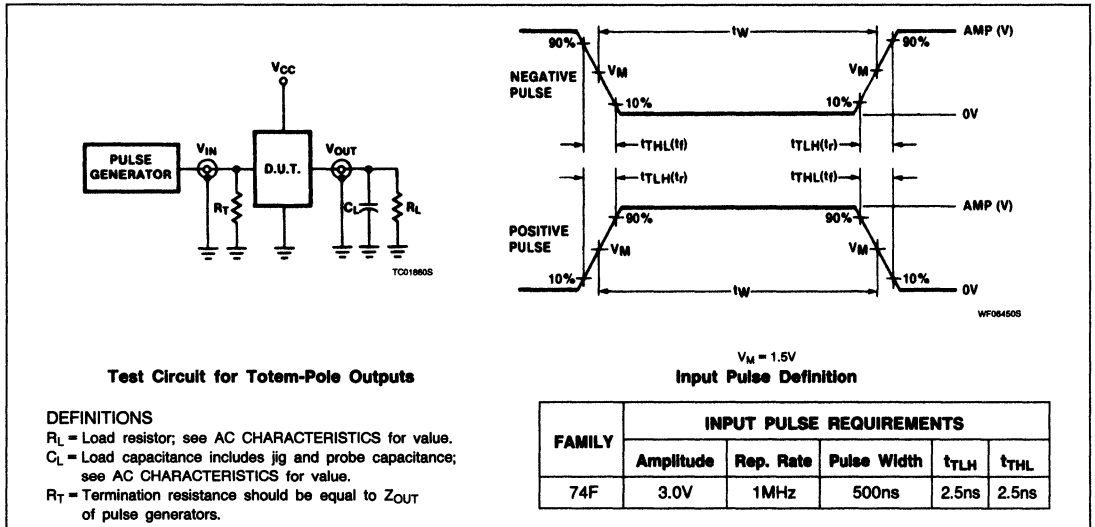 VCC
PULSE
GENERATOR
VIN
D.U.T.
VOUT
RT
CL
RL
TC01860S
NEGATIVE
PULSE
90%
tW
90%
AMP (V)
VM
VM
10%
10%
0V
tTHL(tf)
tTLH(tr)
tTLH(tr)
tTHL(tf)
POSITIVE
PULSE
90%
90%
AMP (V)
VM
VM
10%
tW
10%
0V
WF06450S
Test Circuit for Totem-Pole Outputs
VM = 1.5V
Input Pulse Definition
DEFINITIONS
RL = Load resistor; see AC CHARACTERISTICS for value.
CL = Load capacitance includes jig and probe capacitance;
see AC CHARACTERISTICS for value.
RT = Termination resistance should be equal to ZOUT
of pulse generators.
FAMILY
INPUT PULSE REQUIREMENTS
Amplitude Rep. Rate Pulse Width tTLH tTHL
74F 3.0V 1MHz 500ns 2.5ns 2.5ns